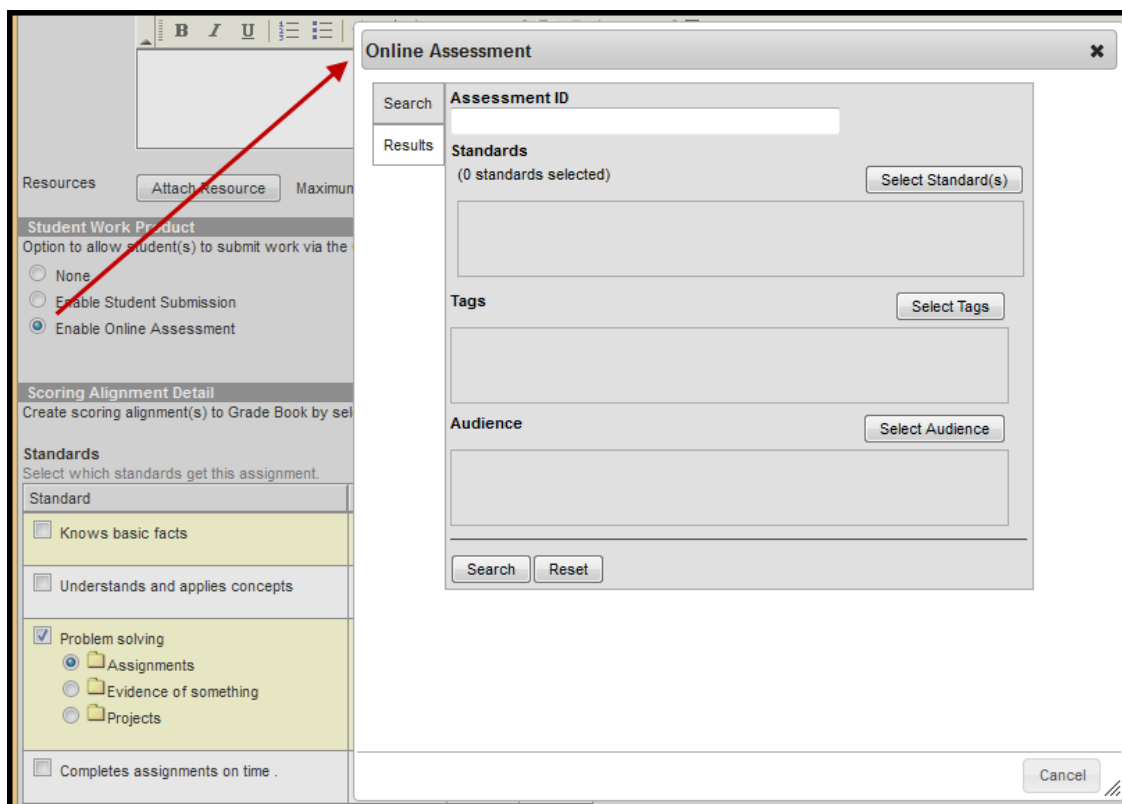 B I U
Online Assessment
Search
Results
Assessment ID
Standards
(0 standards selected)
Select Standard(s)
Tags
Select Tags
Audience
Select Audience
Search Reset
Cancel
Resources Attach Resource Maximum
Student Work Product
Option to allow student(s) to submit work via the
None
Enable Student Submission
Enable Online Assessment
Scoring Alignment Detail
Create scoring alignment(s) to Grade Book by sel
Standards
Select which standards get this assignment.
Standard
Knows basic facts
Understands and applies concepts
Problem solving
Assignments
Evidence of something
Projects
Completes assignments on time .